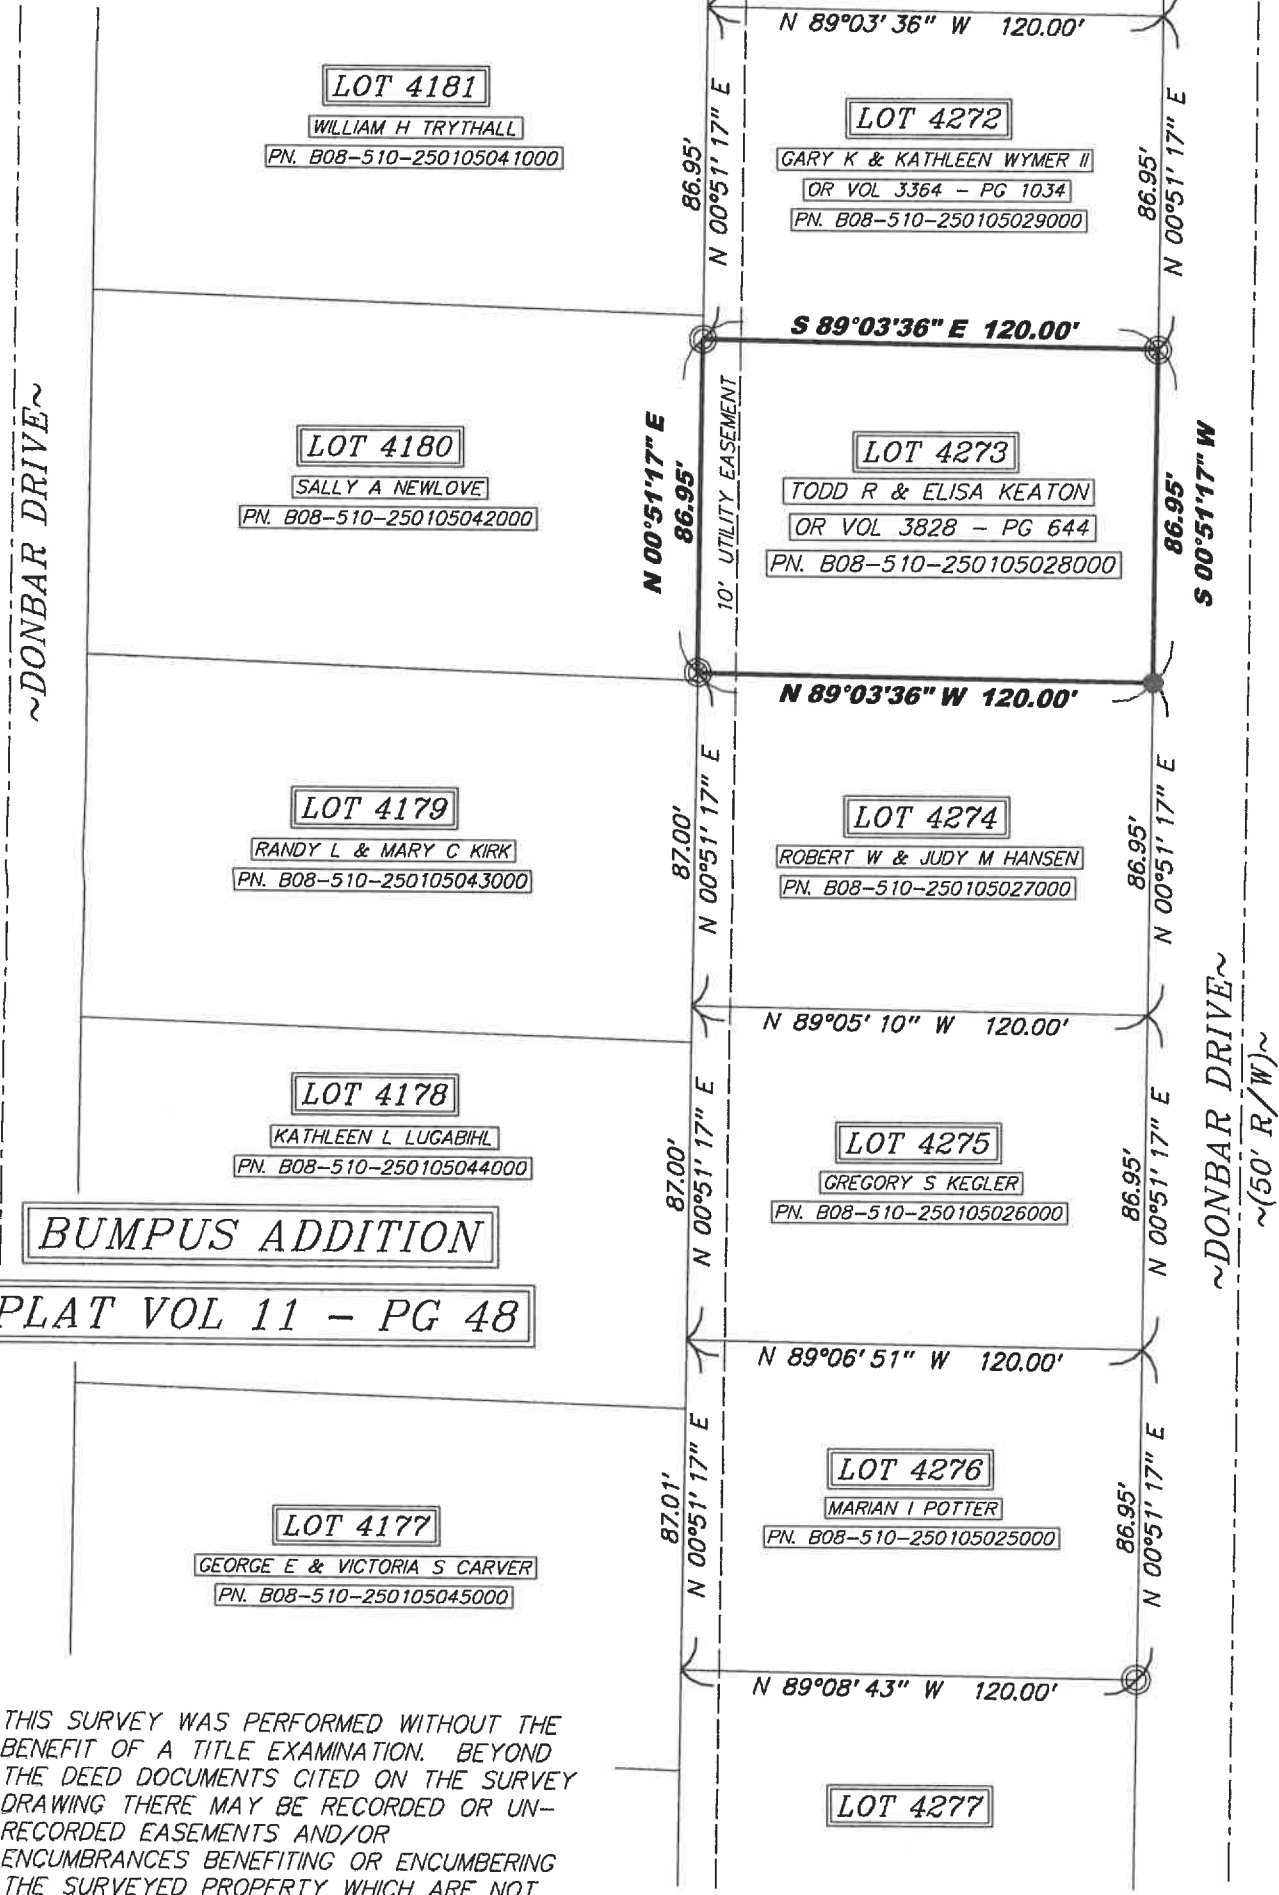 N 89°03' 36" W 120.00'
LOT 4181
WILLIAM H TRYTHALL
PN. B08-510-250105041000
86.95'
N 00°51' 17" E
LOT 4272
GARY K & KATHLEEN WYMER II
OR VOL 3364 - PG 1034
PN. B08-510-250105029000
86.95'
N 00°51' 17" E
S 89°03'36" E 120.00'
~DONBAR DRIVE~
LOT 4180
SALLY A NEWLOVE
PN. B08-510-250105042000
N 00°51'17" E
86.95'
10' UTILITY EASEMENT
LOT 4273
TODD R & ELISA KEATON
OR VOL 3828 - PG 644
PN. B08-510-250105028000
86.95'
S 00°51'17" W
N 89°03'36" W 120.00'
LOT 4179
RANDY L & MARY C KIRK
PN. B08-510-250105043000
87.00'
N 00°51' 17" E
LOT 4274
ROBERT W & JUDY M HANSEN
PN. B08-510-250105027000
86.95'
N 00°51' 17" E
N 89°05' 10" W 120.00'
~DONBAR DRIVE~
~(50' R/W)~
LOT 4178
KATHLEEN L LUGABIHL
PN. B08-510-250105044000
87.00'
N 00°51' 17" E
LOT 4275
GREGORY S KEGLER
PN. B08-510-250105026000
86.95'
N 00°51' 17" E
BUMPUS ADDITION
PLAT VOL 11 - PG 48
N 89°06' 51" W 120.00'
LOT 4177
GEORGE E & VICTORIA S CARVER
PN. B08-510-250105045000
87.01'
N 00°51' 17" E
LOT 4276
MARIAN I POTTER
PN. B08-510-250105025000
86.95'
N 00°51' 17" E
N 89°08' 43" W 120.00'
LOT 4277
THIS SURVEY WAS PERFORMED WITHOUT THE
BENEFIT OF A TITLE EXAMINATION. BEYOND
THE DEED DOCUMENTS CITED ON THE SURVEY
DRAWING THERE MAY BE RECORDED OR UN-
RECORDED EASEMENTS AND/OR
ENCUMBRANCES BENEFITING OR ENCUMBERING
THE SURVEYED PROPERTY WHICH ARE NOT